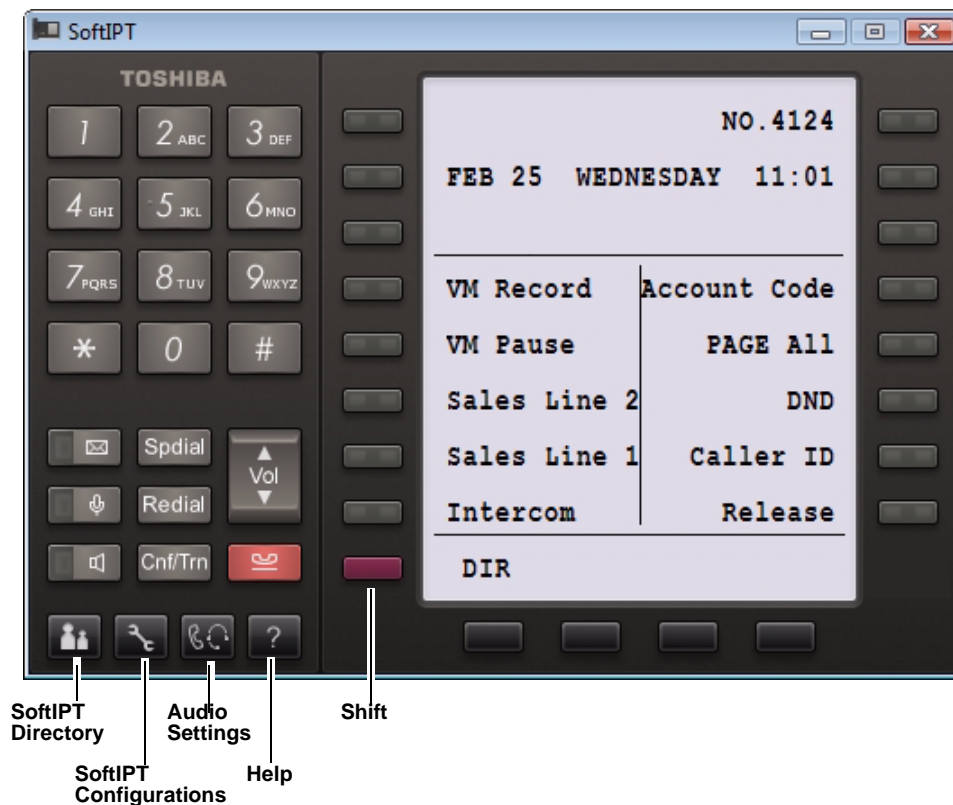 SoftIPT
TOSHIBA
1
2 ABC
3 DEF
4 GHI
5 JKL
6 MNO
7 PQRS
8 TUV
9 WXYZ
*
0
#
Spdial
Vol
Redial
Cnf/Trn
?
NO.4124
FEB 25 WEDNESDAY 11:01
VM Record Account Code
VM Pause PAGE All
Sales Line 2 DND
Sales Line 1 Caller ID
Intercom Release
DIR
SoftIPT
Directory
SoftIPT
Configurations
Audio
Settings
Help
Shift